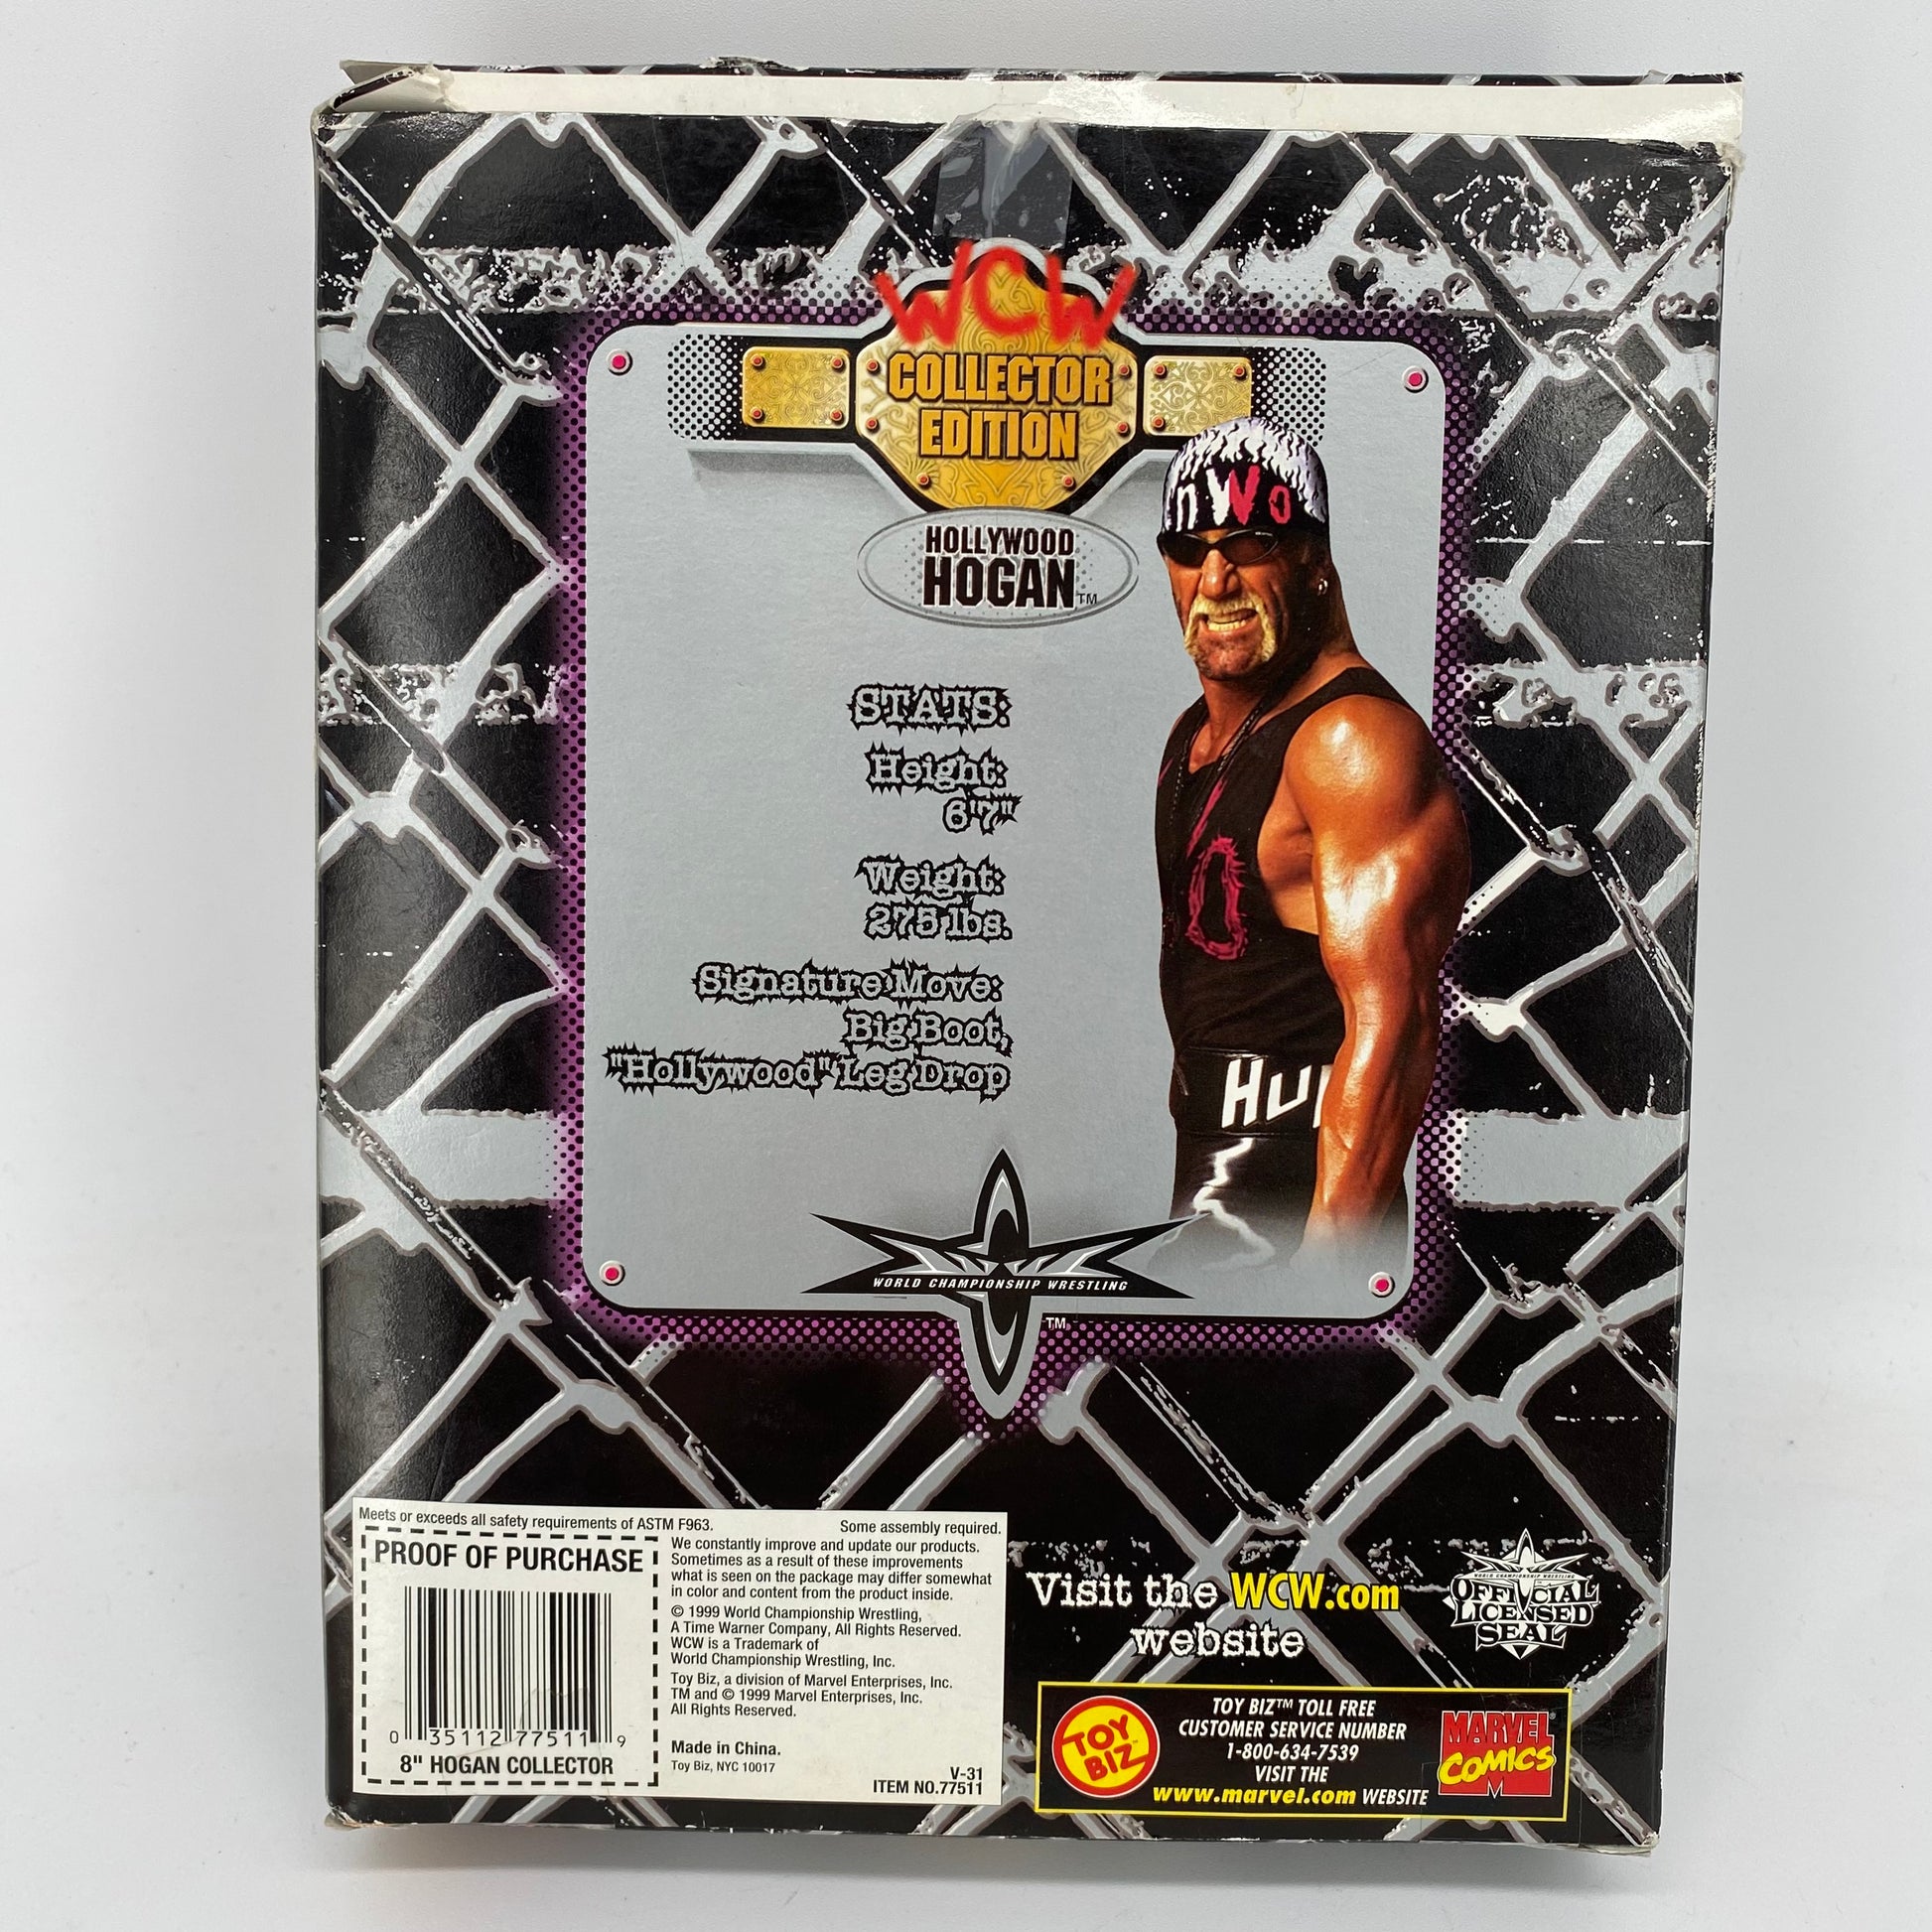 WCW
COLLECTOR
EDITION
nWo
HOLLYWOOD
HOGAN™
STATS:
Height:
6'7"
Weight:
275 lbs.
Signature Move:
Big Boot,
"Hollywood" Leg Drop
WORLD CHAMPIONSHIP WRESTLING
TM
Meets or exceeds all safety requirements of ASTM F963.
Some assembly required.
PROOF OF PURCHASE
0 35112 77511 9
8" HOGAN COLLECTOR
We constantly improve and update our products.
Sometimes as a result of these improvements
what is seen on the package may differ somewhat
in color and content from the product inside.
© 1999 World Championship Wrestling,
A Time Warner Company, All Rights Reserved.
WCW is a Trademark of
World Championship Wrestling, Inc.
Toy Biz, a division of Marvel Enterprises, Inc.
TM and © 1999 Marvel Enterprises, Inc.
All Rights Reserved.
Made in China.
Toy Biz, NYC 10017
V-31
ITEM NO.77511
Visit the WCW.com
website
WORLD CHAMPIONSHIP WRESTLING
OFFICIAL
LICENSED
SEAL
TOY
BIZ
TOY BIZ™ TOLL FREE
CUSTOMER SERVICE NUMBER
1-800-634-7539
VISIT THE
www.marvel.com WEBSITE
MARVEL
COMICS